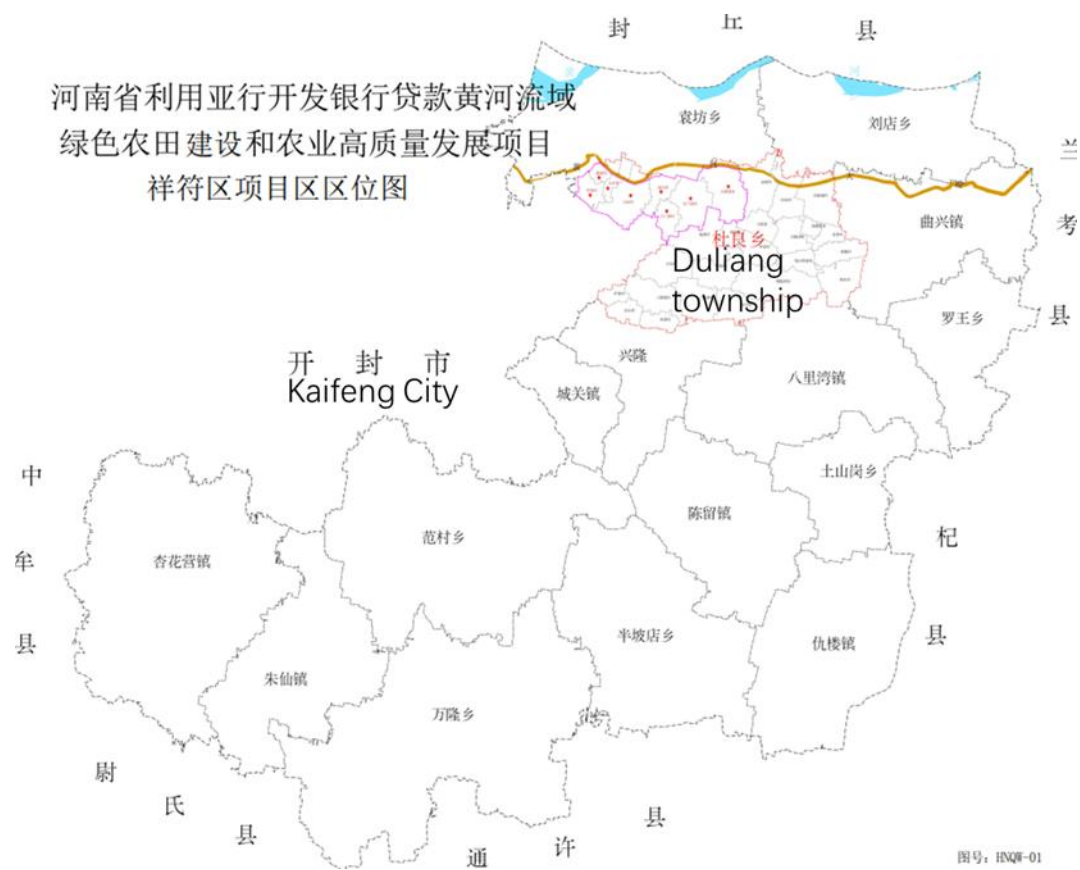 封丘县
河南省利用亚行开发银行贷款黄河流域
绿色农田建设和农业高质量发展项目
祥符区项目区区位图
袁坊乡
刘店乡
兰考县
曲兴镇
杜良乡
Duliang
township
罗王乡
兴隆
开封市
Kaifeng City
城关镇
八里湾镇
土山岗乡
中牟县
陈留镇
杞县
范村乡
杏花营镇
半坡店乡
仇楼镇
朱仙镇
万隆乡
尉氏县
通许县
图号：HNQW-01